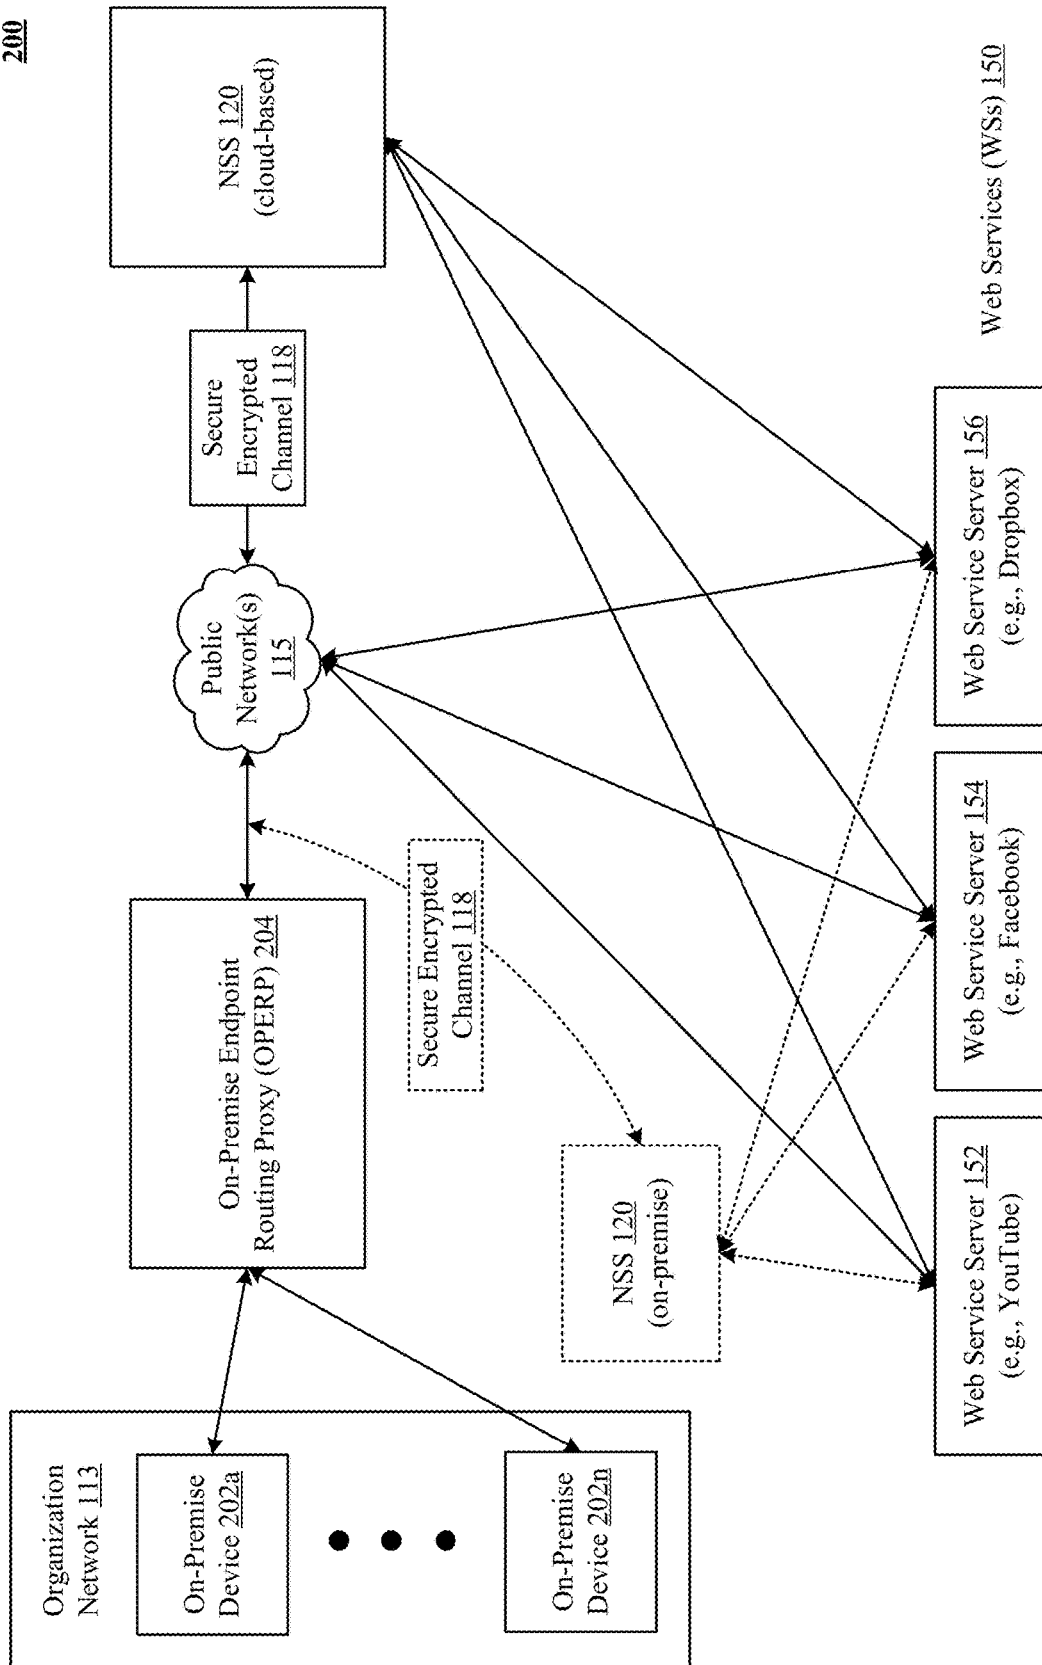 200
Organization
Network 113
On-Premise
Device 202a
On-Premise
Device 202n
On-Premise Endpoint
Routing Proxy (OPERP) 204
Public
Network(s)
115
Secure
Encrypted
Channel 118
NSS 120
(cloud-based)
Secure Encrypted
Channel 118
NSS 120
(on-premise)
Web Service Server 152
(e.g., YouTube)
Web Service Server 154
(e.g., Facebook)
Web Service Server 156
(e.g., Dropbox)
Web Services (WSs) 150